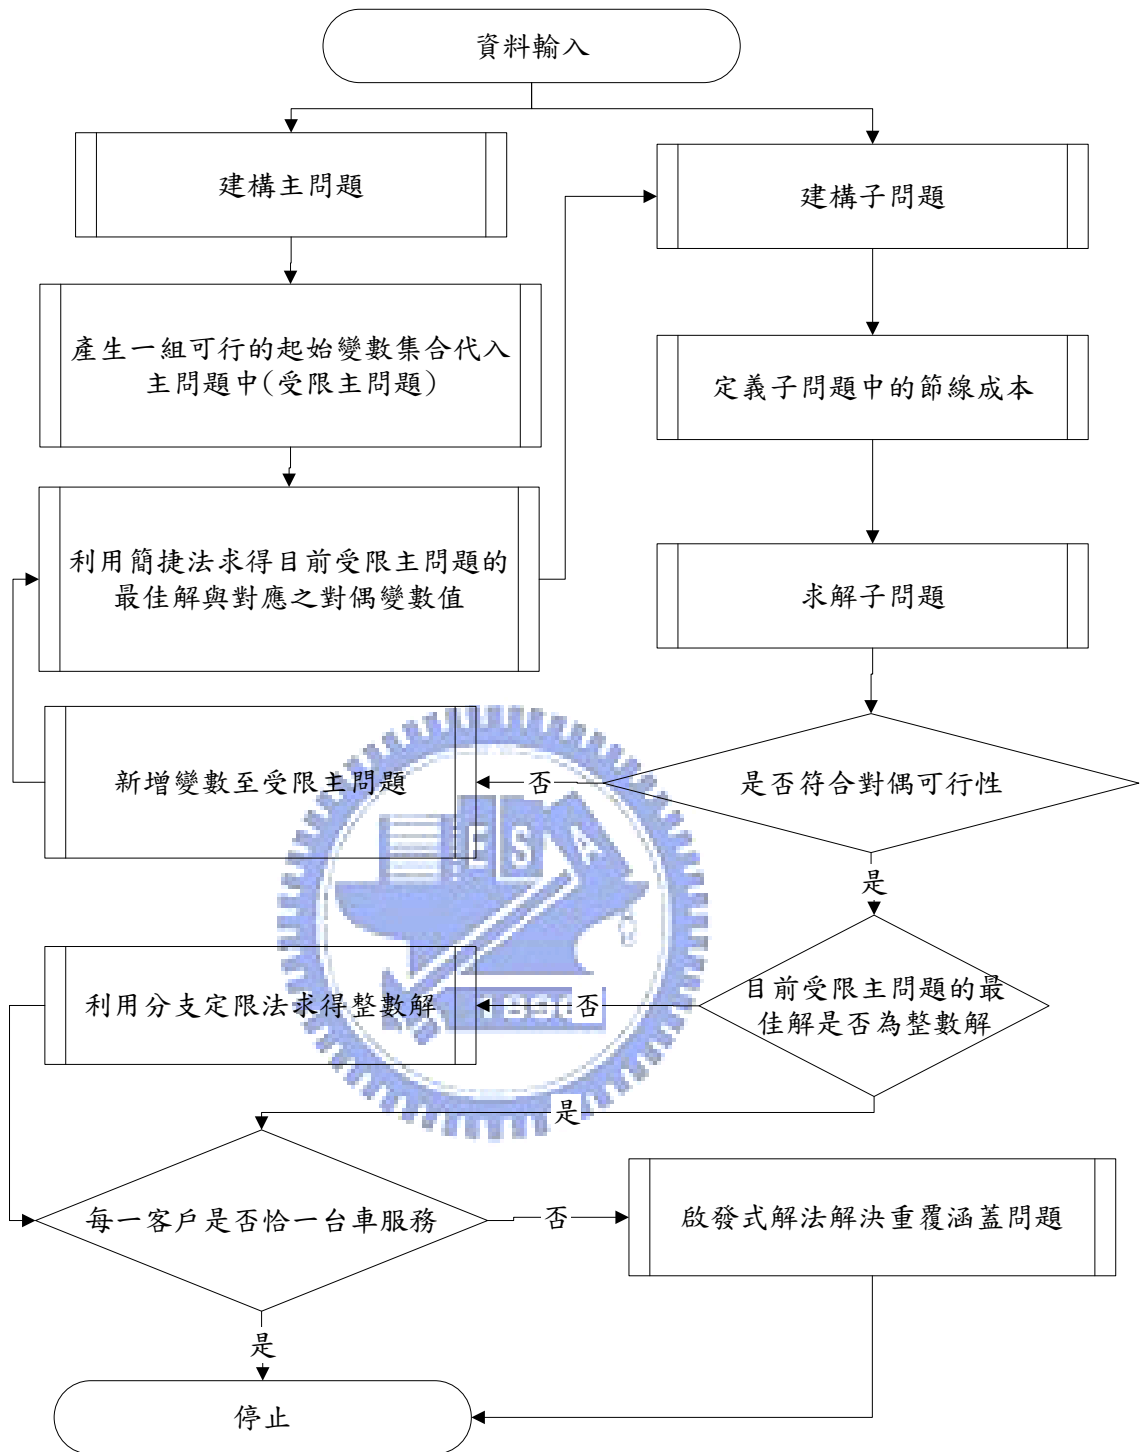 資料輸入
建構主問題
建構子問題
產生一組可行的起始變數集合代入
主問題中(受限主問題)
定義子問題中的節線成本
利用簡捷法求得目前受限主問題的
最佳解與對應之對偶變數值
求解子問題
新增變數至受限主問題
否
是否符合對偶可行性
是
ESA
利用分支定限法求得整數解
否
目前受限主問題的最
佳解是否為整數解
是
每一客戶是否恰一台車服務
否
啟發式解法解決重覆涵蓋問題
是
停止